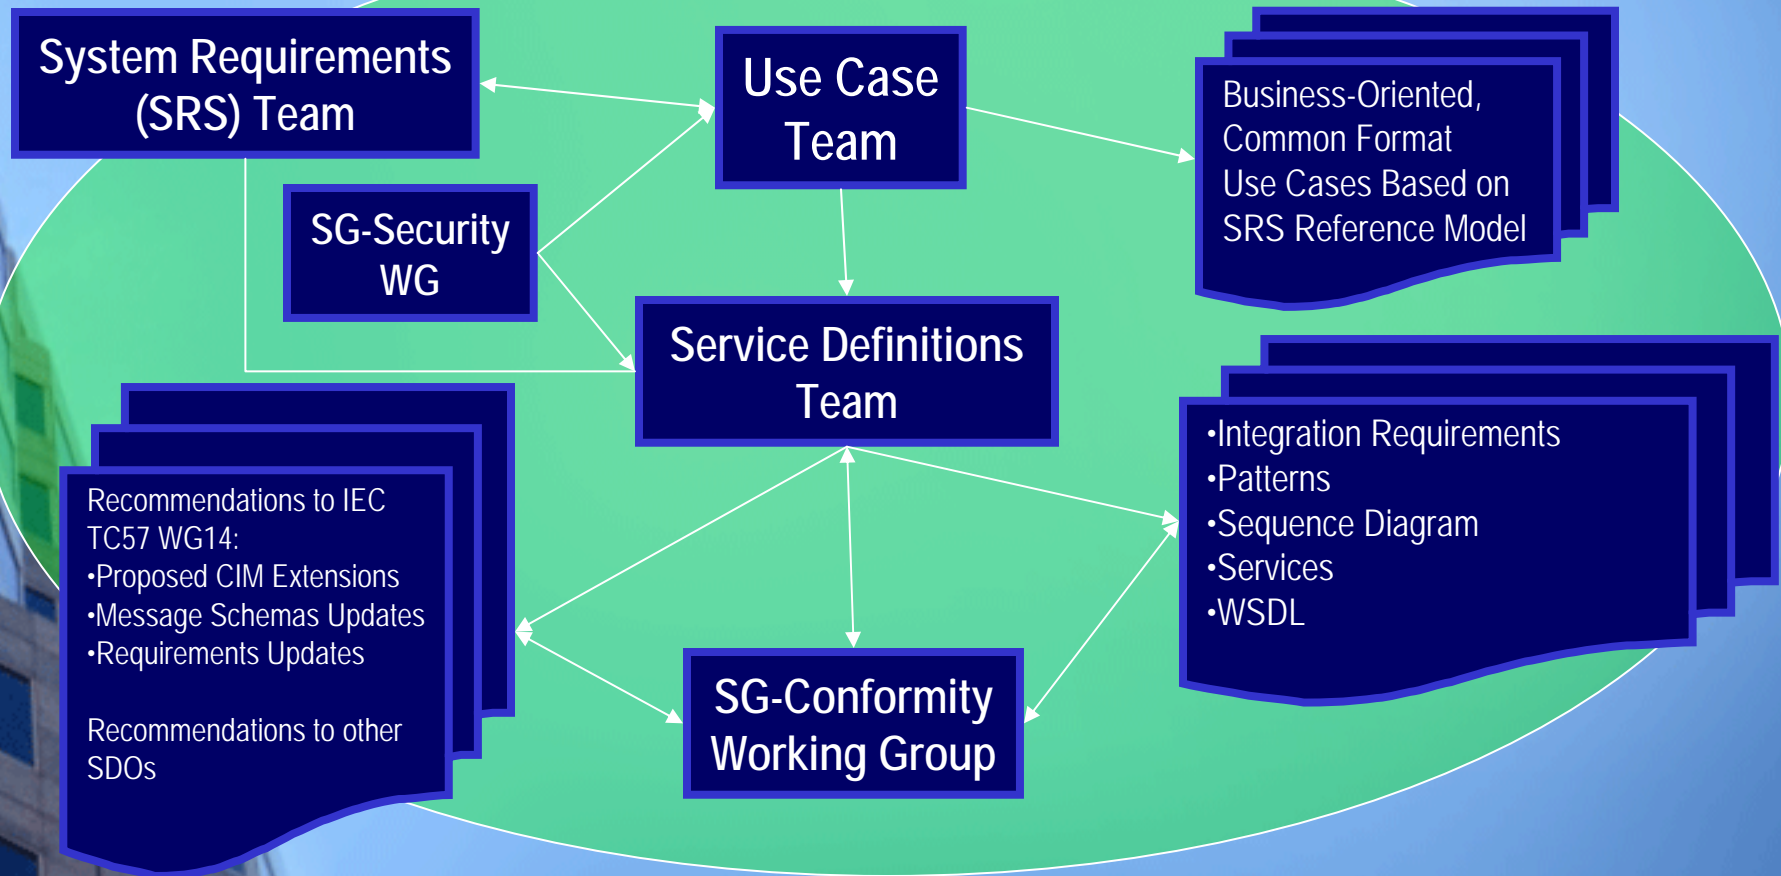 System Requirements
(SRS) Team
Use Case
Team
Business-Oriented,
Common Format
Use Cases Based on
SRS Reference Model
SG-Security
WG
Service Definitions
Team
•Integration Requirements
•Patterns
•Sequence Diagram
•Services
•WSDL
Recommendations to IEC
TC57 WG14:
•Proposed CIM Extensions
•Message Schemas Updates
•Requirements Updates
Recommendations to other
SDOs
SG-Conformity
Working Group